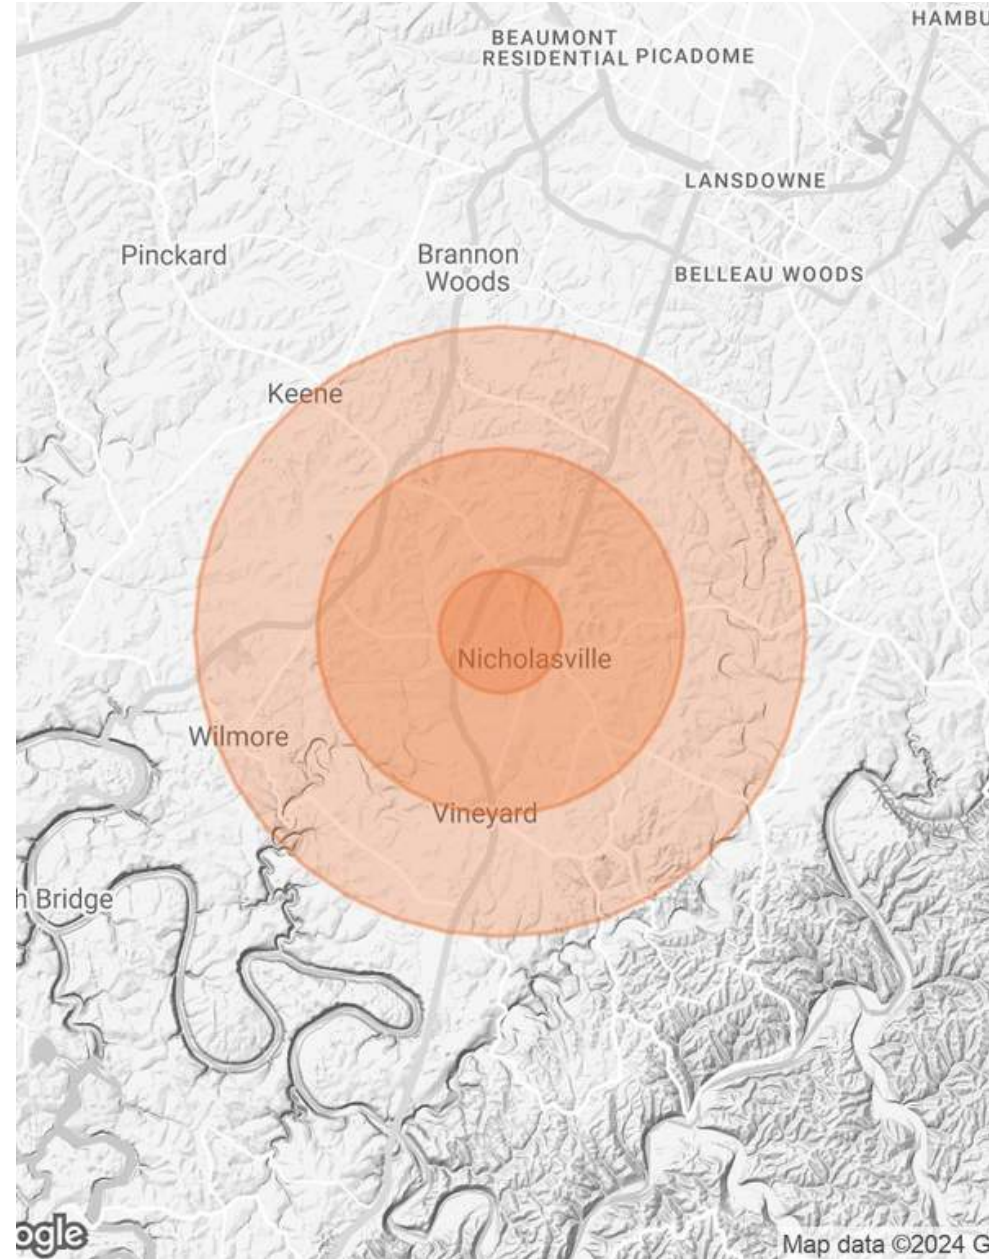 HAMBU
BEAUMONT
RESIDENTIAL
PICADOME
LANSDOWNE
Pinckard
Brannon
Woods
BELLEAU WOODS
Keene
Nicholasville
Wilmore
Vineyard
h Bridge
ogle
Map data ©2024 G